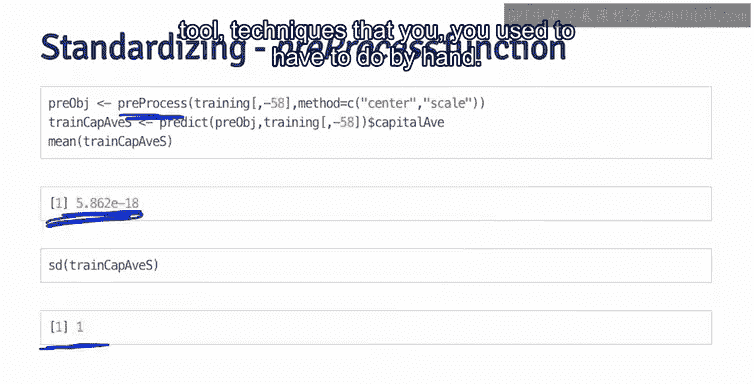 tool, techniques that you, you used to
have to do by hand.
Standardizing - preProcess function
preObj <- preProcess(training[,-58],method=c("center","scale"))
trainCapAveS <- predict(preObj,training[,-58])$capitalAve
mean(trainCapAveS)
[1] 5.862e-18
sd(trainCapAveS)
[1] 1